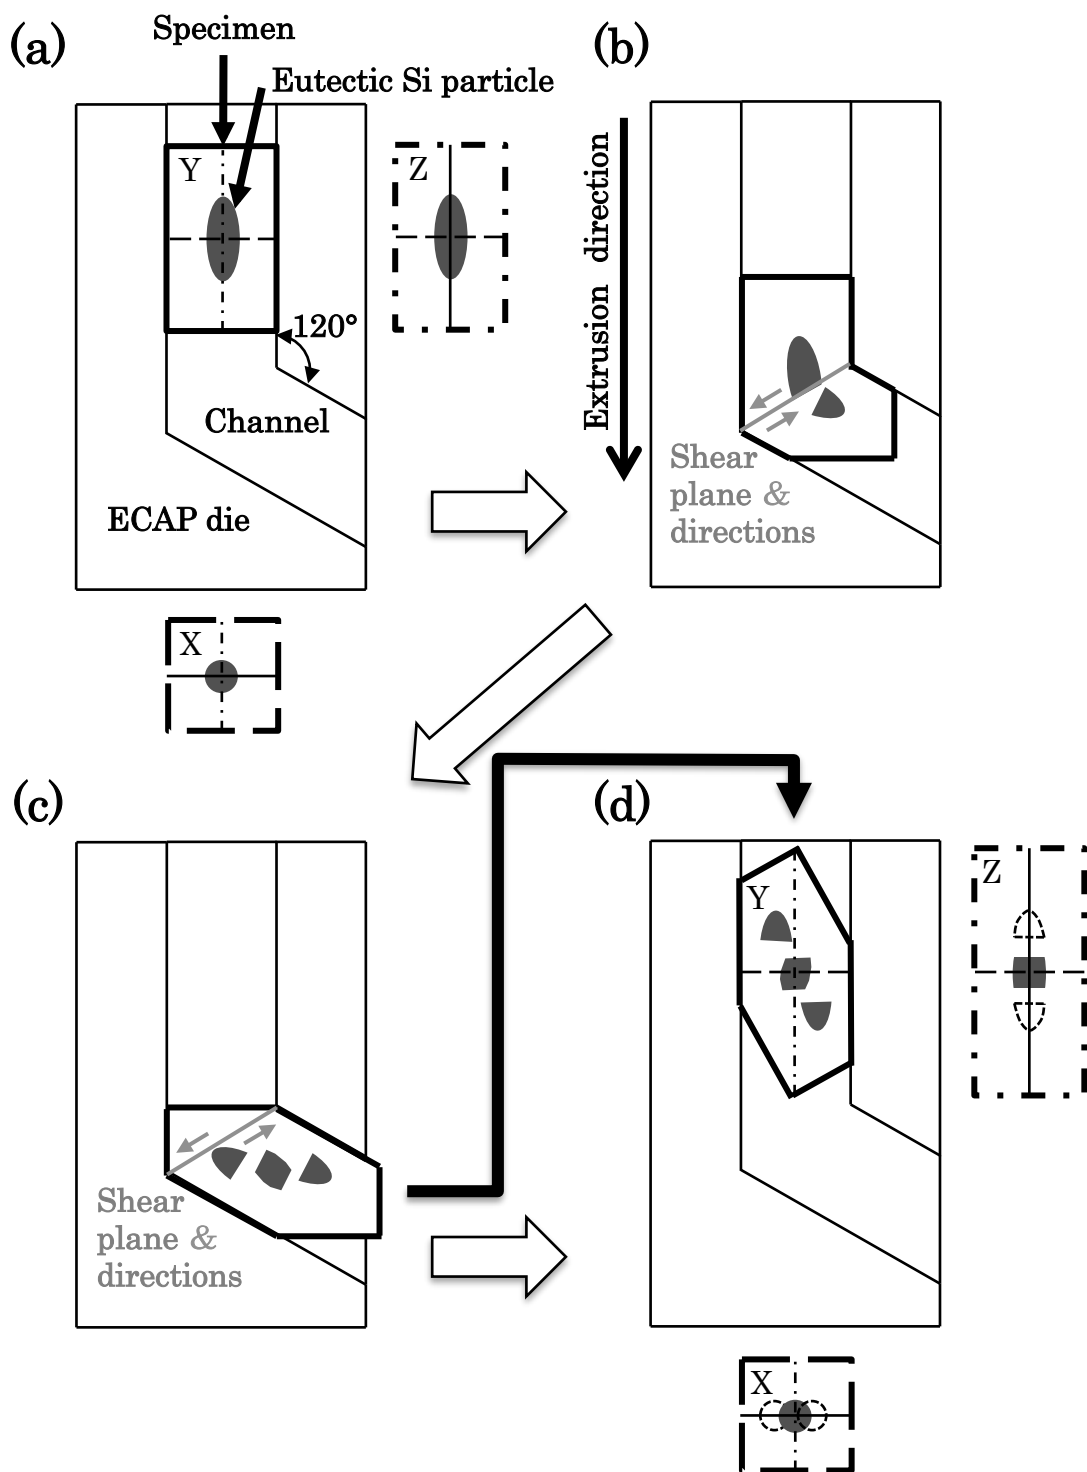 (a)
Specimen
Eutectic Si particle
Y
Z
120°
Channel
ECAP die
X
(b)
Extrusion direction
Shear
plane &
directions
(c)
Shear
plane &
directions
(d)
Y
Z
X